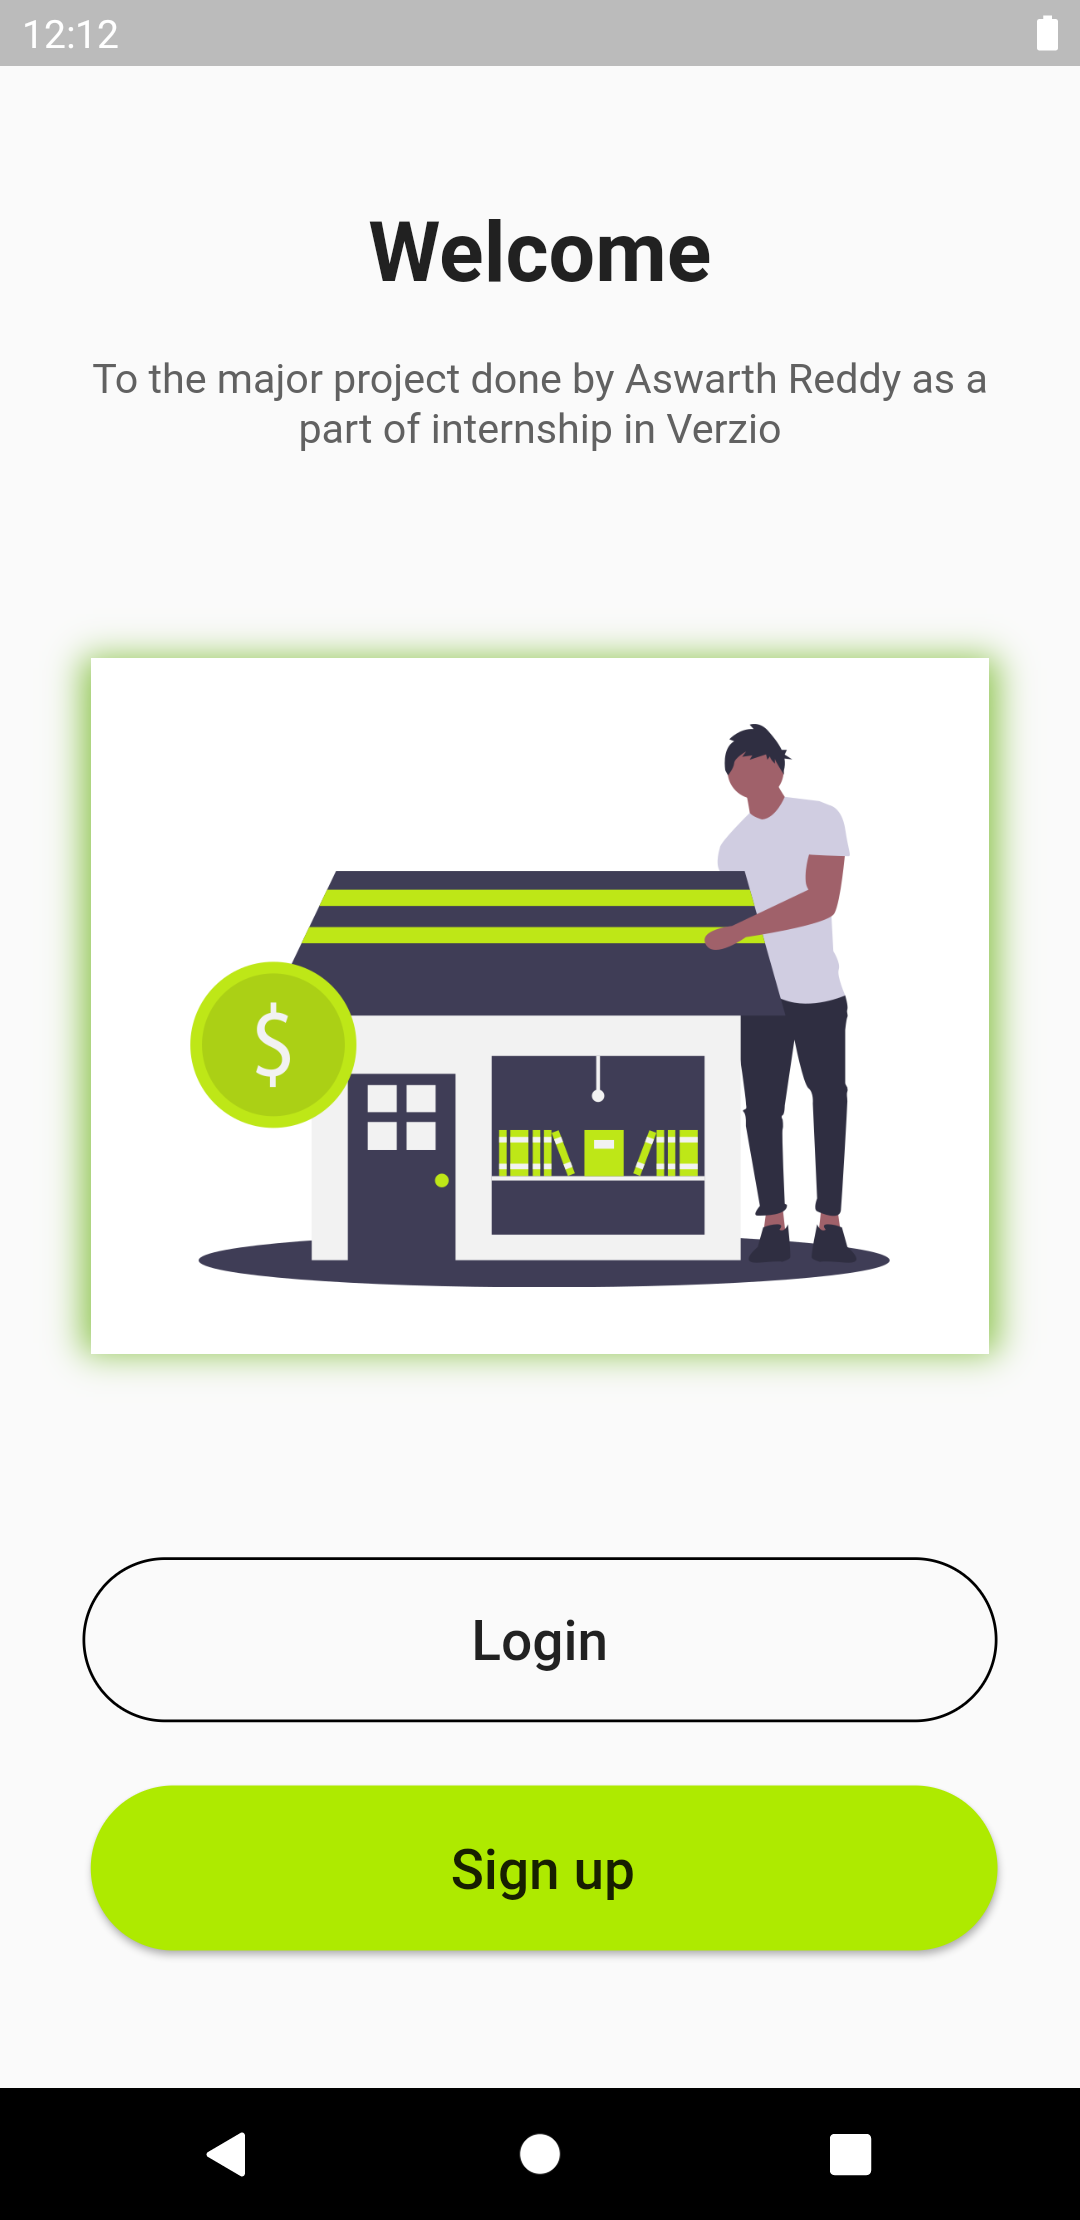 12:12
Welcome
To the major project done by Aswarth Reddy as a
part of internship in Verzio
$
Login
Sign up